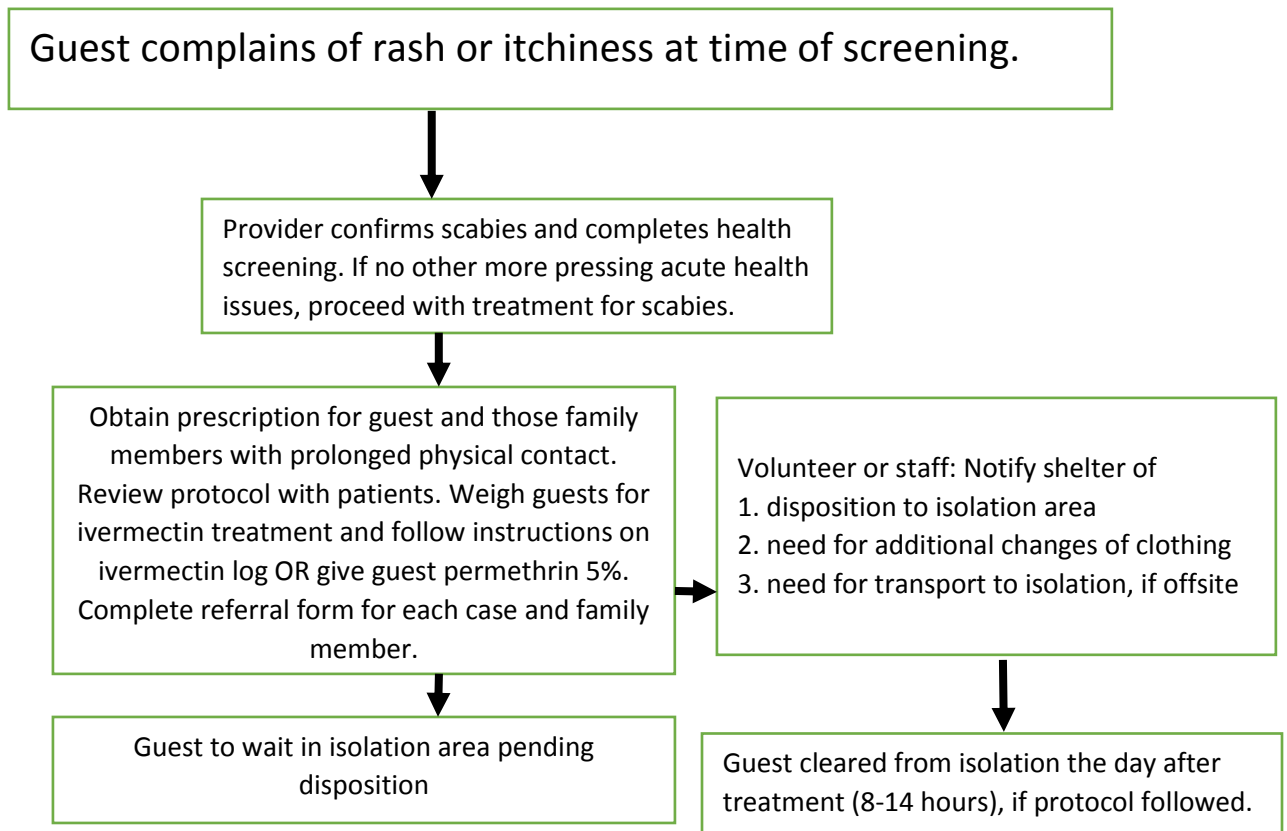 Guest complains of rash or itchiness at time of screening.
Provider confirms scabies and completes health
screening. If no other more pressing acute health
issues, proceed with treatment for scabies.
Obtain prescription for guest and those family
members with prolonged physical contact.
Review protocol with patients. Weigh guests for
ivermectin treatment and follow instructions on
ivermectin log OR give guest permethrin 5%.
Complete referral form for each case and family
member.
Volunteer or staff: Notify shelter of
1. disposition to isolation area
2. need for additional changes of clothing
3. need for transport to isolation, if offsite
Guest to wait in isolation area pending
disposition
Guest cleared from isolation the day after
treatment (8-14 hours), if protocol followed.